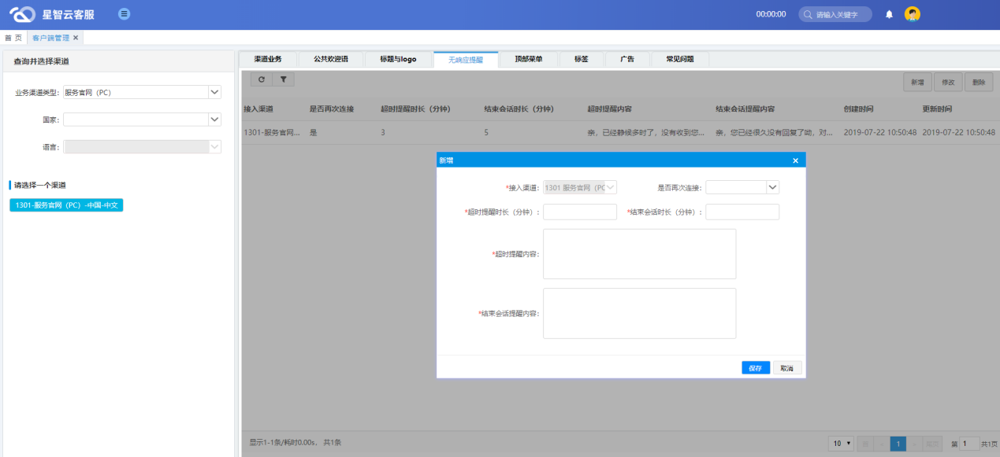 星智云客服
00:00:00
请输入关键字
首 页
客户端管理 ×
查询并选择渠道
业务渠道类型: 服务官网（PC）
国家:
语言:
请选择一个渠道
1301-服务官网（PC）-中国-中文
渠道业务 公共欢迎语 标题与logo 无响应提醒 顶部菜单 标签 广告 常见问题
新增 修改 删除
接入渠道 是否再次连接 超时提醒时长（分钟） 结束会话时长（分钟） 超时提醒内容 结束会话提醒内容 创建时间 更新时间
1301-服务官网... 是 3 5 亲，已经静候多时了，没有收到您... 亲，您已经很久没有回复了呦，对... 2019-07-22 10:50:48 2019-07-22 10:50:48
新增 ×
*接入渠道: 1301 服务官网（PC 是否再次连接:
*超时提醒时长（分钟）: *结束会话时长（分钟）:
*超时提醒内容:
*结束会话提醒内容:
保存 取消
显示1-1条/耗时0.00s， 共1条
10 1 第 1 共1页